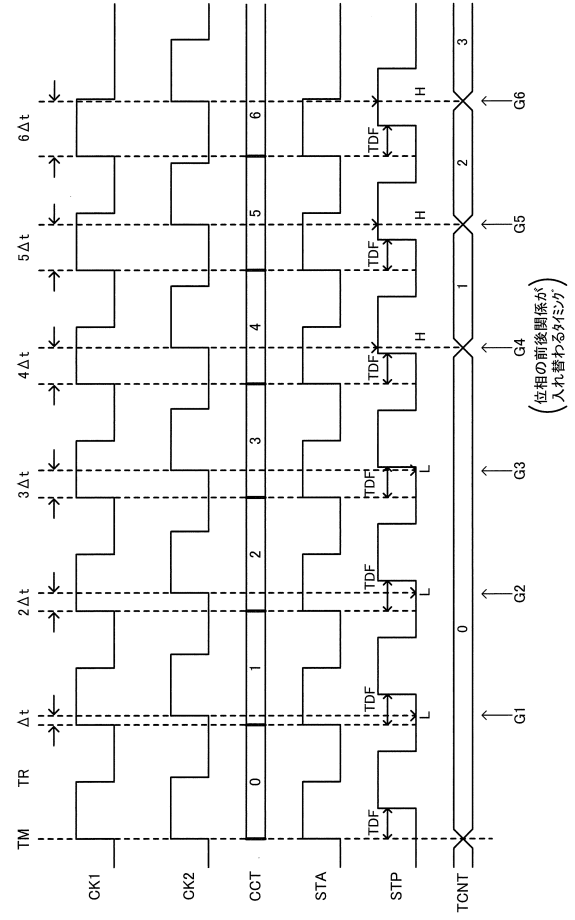 TM TR Δt 2Δt 3Δt 4Δt 5Δt 6Δt
CK1
CK2
CCT 0 1 2 3 4 5 6
STA
STP TDF TDF TDF TDF TDF TDF TDF
L L L H H H
TCNT 0 1 2 3
G1 G2 G3 G4 G5 G6
(位相の前後関係が
入れ替わるタイミング)